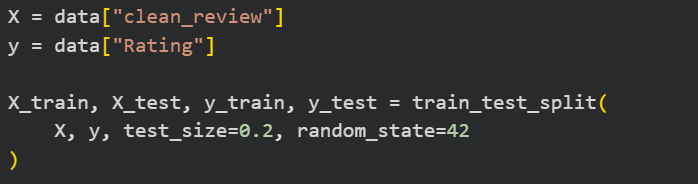 X = data["clean_review"]
y = data["Rating"]
X_train, X_test, y_train, y_test = train_test_split(
    X, y, test_size=0.2, random_state=42
)